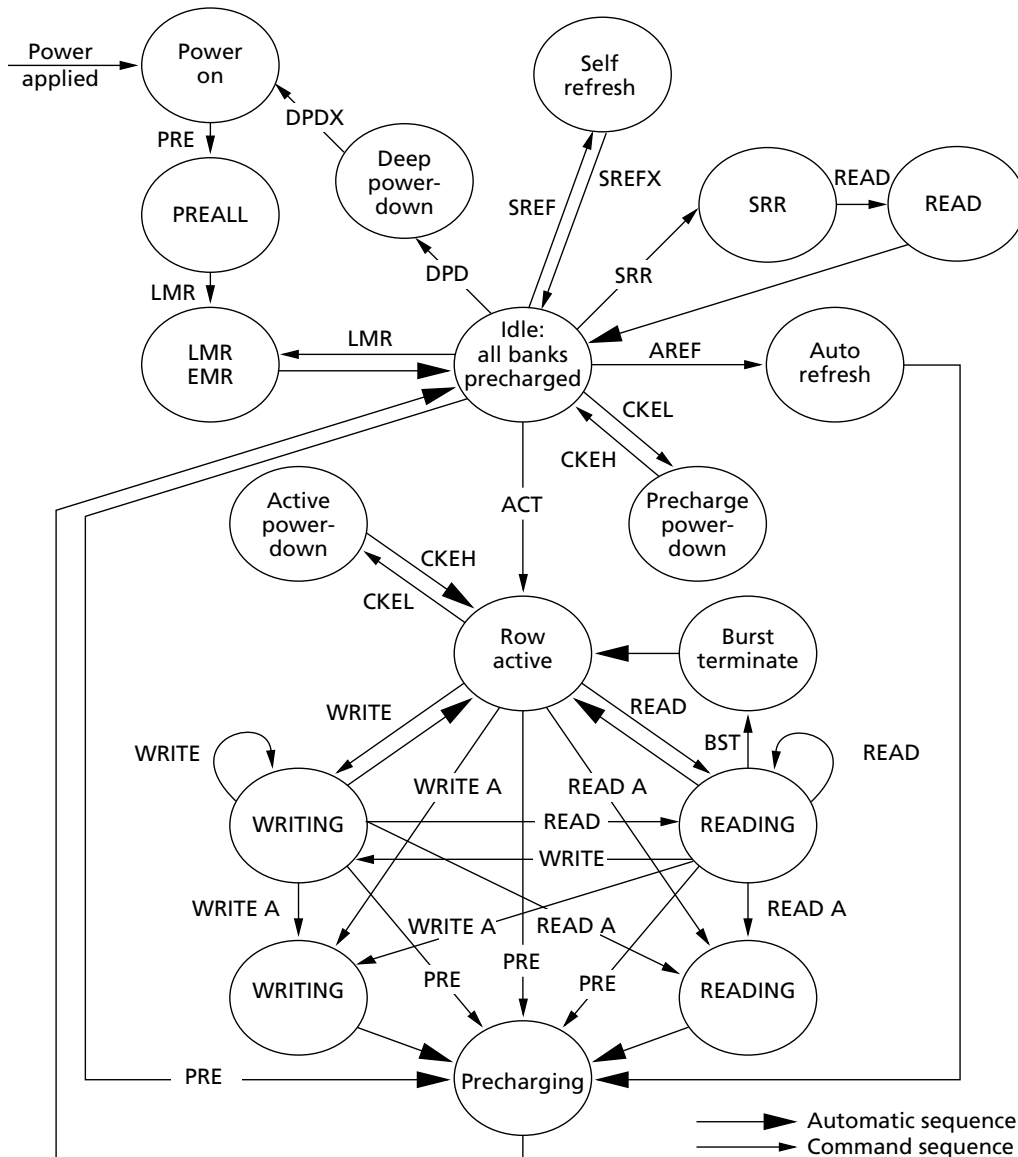 Power
applied
Power
on
Self
refresh
DPDX
PRE
Deep
power-
down
SREFX
READ
SRR
READ
PREALL
SREF
DPD
SRR
LMR
LMR
EMR
LMR
Idle:
all banks
precharged
AREF
Auto
refresh
CKEL
CKEH
Active
power-
down
ACT
Precharge
power-
down
CKEH
CKEL
Row
active
Burst
terminate
WRITE
READ
WRITE
BST
READ
WRITE A
READ A
WRITING
READ
READING
WRITE
WRITE A
WRITE A
READ A
READ A
PRE
PRE
PRE
WRITING
READING
PRE
Precharging
Automatic sequence
Command sequence